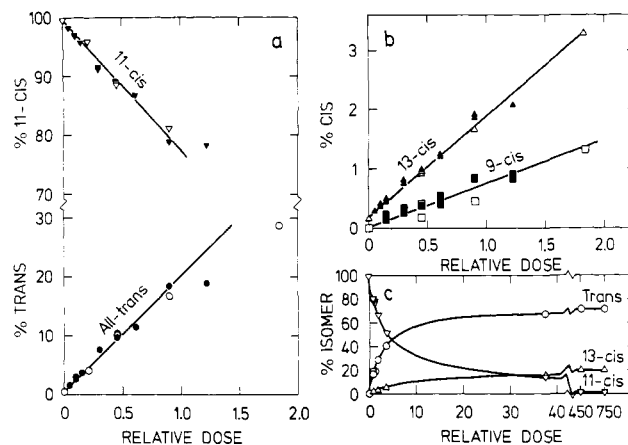 a
% 11-CIS
100
90
80
70
11-cis
% TRANS
30
20
10
0
All-trans
0 0.5 1.0 1.5 2.0
RELATIVE DOSE
b
% CIS
3
2
1
0
13-cis
9-cis
0 0.5 1.0 1.5 2.0
RELATIVE DOSE
c
% ISOMER
100
80
60
40
20
0
Trans
13-cis
11-cis
0 10 20 30 40 450 750
RELATIVE DOSE